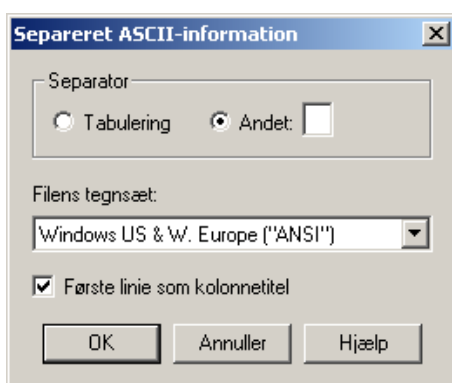 Separeret ASCII-information
Separator
Tabulering Andet:
Filens tegnsæt:
Windows US & W. Europe ("ANSI")
Første linie som kolonnetitel
OK Annuller Hjælp